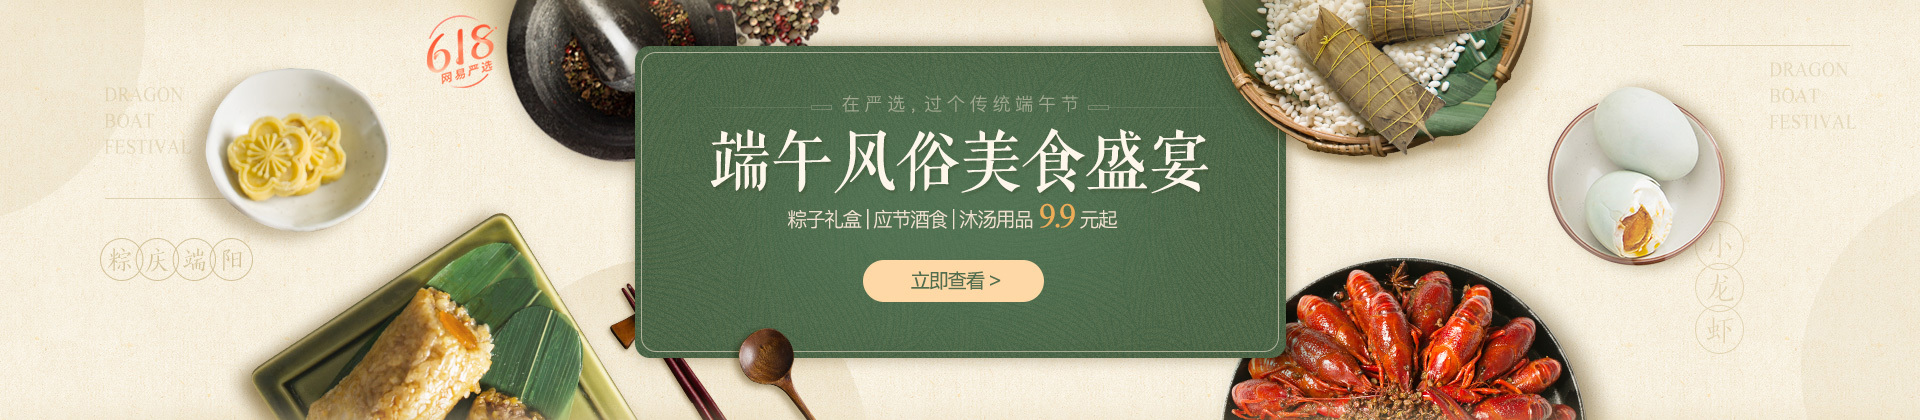 618
网易严选
DRAGON
BOAT
FESTIVAL
粽庆端阳
在严选,过个传统端午节
端午风俗美食盛宴
粽子礼盒|应节酒食|沐汤用品 9.9 元起
立即查看 >
DRAGON
BOAT
FESTIVAL
小
龙
虾